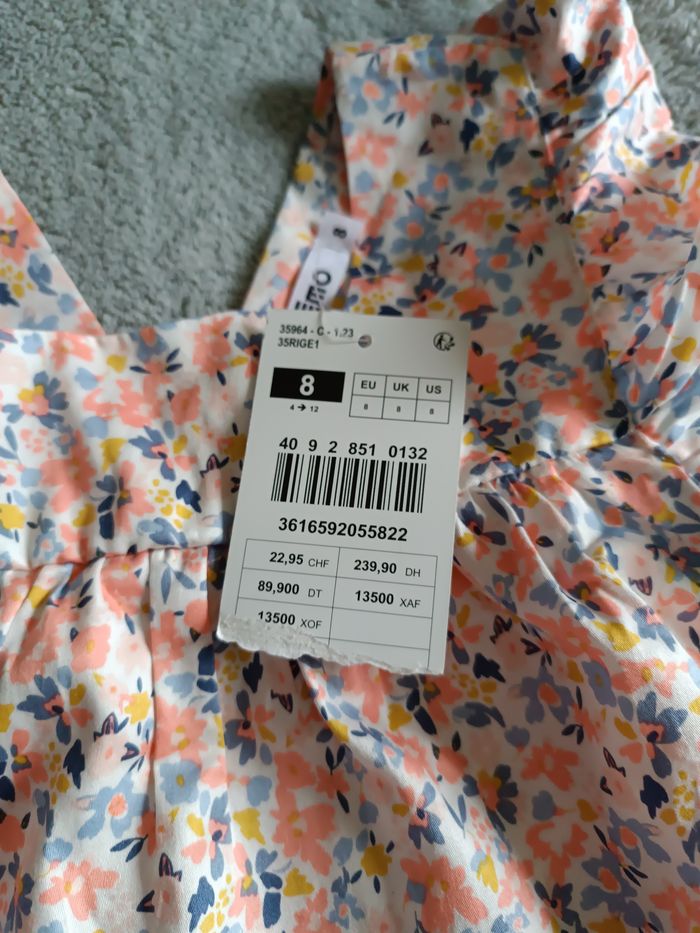 8
35964 - C - 1.23
35RIGE1
8
4 → 12
EU UK US
8 8 8
40 9 2 851 0132
3616592055822
22,95 CHF 239,90 DH
89,900 DT 13500 XAF
13500 XOF